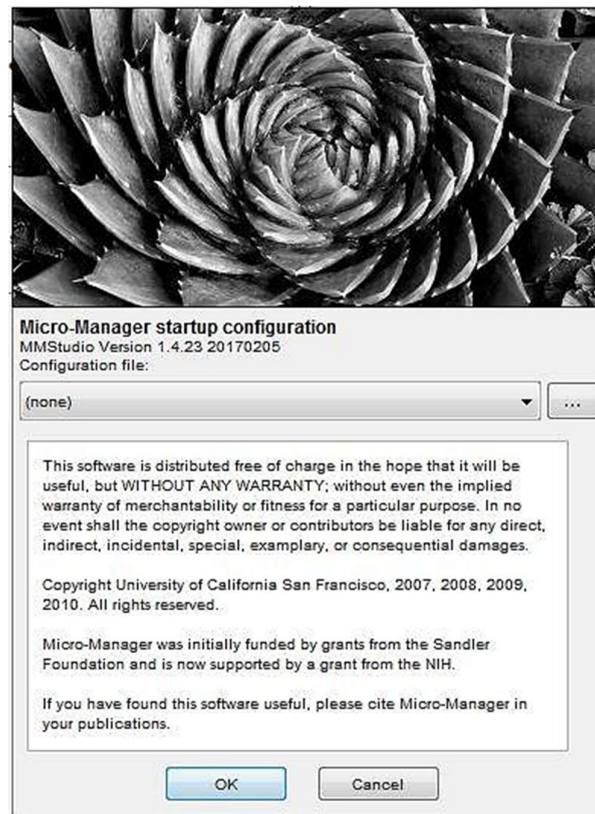 Micro-Manager startup configuration
MMStudio Version 1.4.23 20170205
Configuration file:
(none)
...
This software is distributed free of charge in the hope that it will be
useful, but WITHOUT ANY WARRANTY; without even the implied
warranty of merchantability or fitness for a particular purpose. In no
event shall the copyright owner or contributors be liable for any direct,
indirect, incidental, special, examplary, or consequential damages.
Copyright University of California San Francisco, 2007, 2008, 2009,
2010. All rights reserved.
Micro-Manager was initially funded by grants from the Sandler
Foundation and is now supported by a grant from the NIH.
If you have found this software useful, please cite Micro-Manager in
your publications.
OK
Cancel